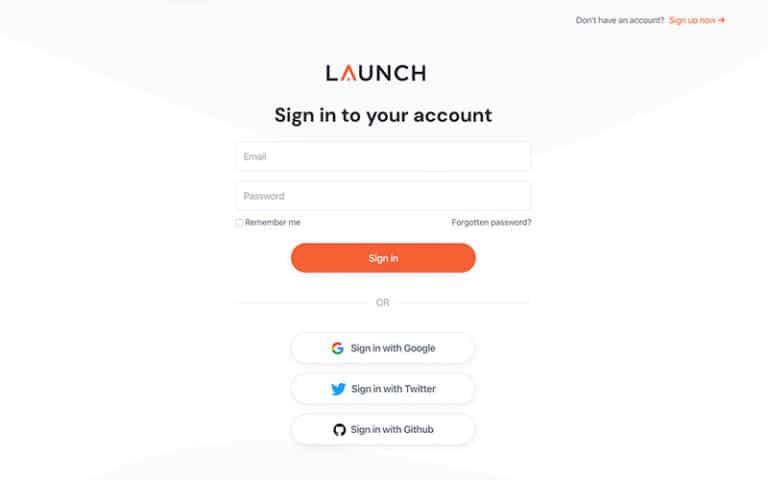 Don't have an account? Sign up now →
LAUNCH
Sign in to your account
Email
Password
Remember me
Forgotten password?
Sign in
OR
Sign in with Google
Sign in with Twitter
Sign in with Github